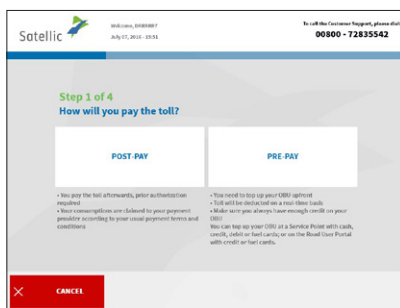 Satellic
Welcome, DEMONET
July 07, 2016 - 15:51
To call the Customer Support, please dial:
00800 - 72835542
Step 1 of 4
How will you pay the toll?
POST-PAY
PRE-PAY
• You pay the toll afterwards, prior authorization
required
• Your consumptions are claimed to your payment
provider according to your usual payment terms and
conditions
• You need to top up your OBU upfront
• Toll will be deducted on a real-time basis
• Make sure you always have enough credit on your
OBU
You can top up your OBU at a Service Point with cash,
credit, debit or fuel cards; or on the Road User Portal
with credit or fuel cards.
CANCEL